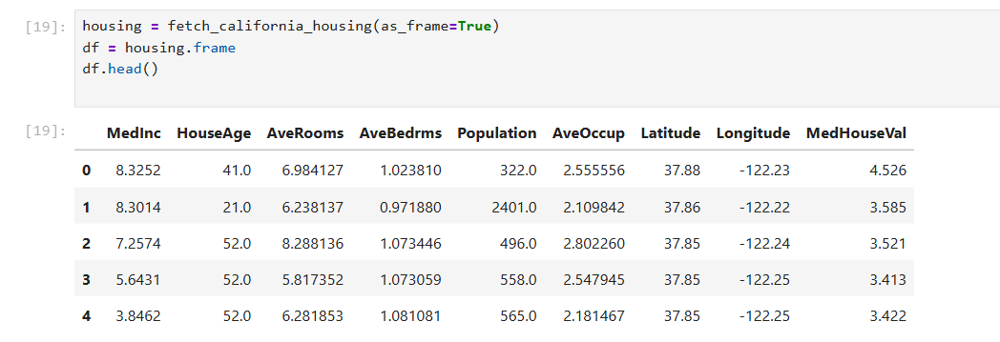 [19]: housing = fetch_california_housing(as_frame=True)
df = housing.frame
df.head()
[19]: MedInc HouseAge AveRooms AveBedrms Population AveOccup Latitude Longitude MedHouseVal
0 8.3252 41.0 6.984127 1.023810 322.0 2.555556 37.88 -122.23 4.526
1 8.3014 21.0 6.238137 0.971880 2401.0 2.109842 37.86 -122.22 3.585
2 7.2574 52.0 8.288136 1.073446 496.0 2.802260 37.85 -122.24 3.521
3 5.6431 52.0 5.817352 1.073059 558.0 2.547945 37.85 -122.25 3.413
4 3.8462 52.0 6.281853 1.081081 565.0 2.181467 37.85 -122.25 3.422